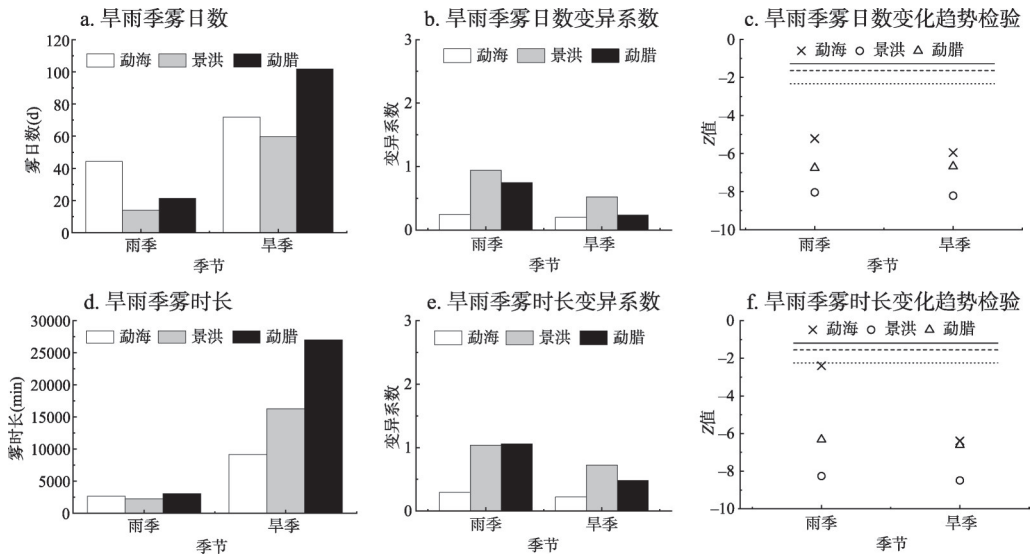 a. 旱雨季雾日数
120
100
80
60
40
20
0
雾日数(d)
勐海 景洪 勐腊
雨季 旱季
季节
b. 旱雨季雾日数变异系数
3
2
1
0
变异系数
勐海 景洪 勐腊
雨季 旱季
季节
c. 旱雨季雾日数变化趋势检验
0
−2
−4
−6
−8
−10
Z值
勐海
景洪
勐腊
雨季 旱季
季节
d. 旱雨季雾时长
30000
25000
20000
15000
10000
5000
0
雾时长(min)
勐海 景洪 勐腊
雨季 旱季
季节
e. 旱雨季雾时长变异系数
3
2
1
0
变异系数
勐海 景洪 勐腊
雨季 旱季
季节
f. 旱雨季雾时长变化趋势检验
0
−2
−4
−6
−8
−10
Z值
勐海 景洪 勐腊
雨季 旱季
季节